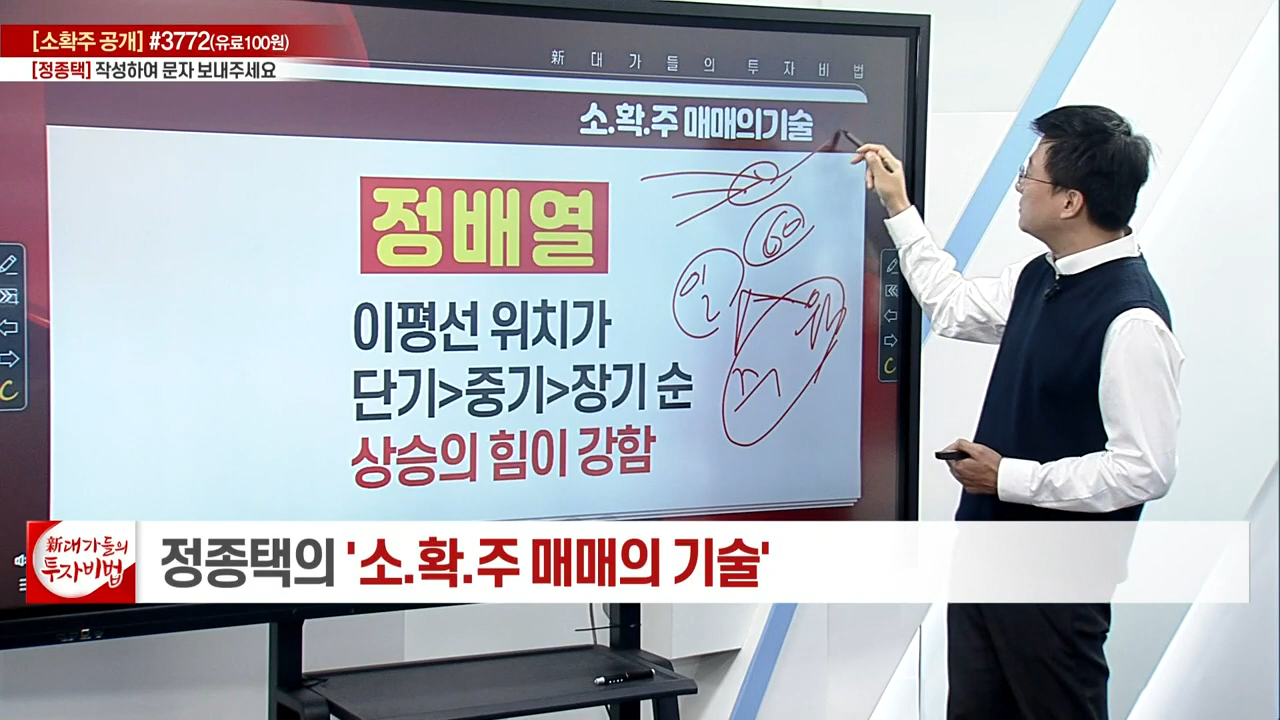 [소확주 공개] #3772(유료100원)
[정종택] 작성하여 문자 보내주세요
新 대 가 들 의 투 자 비 법
소.확.주 매매의기술
정배열
이평선 위치가
단기>중기>장기 순
상승의 힘이 강함
60
일
C
C
新대가들의
투자비법
정종택의 '소.확.주 매매의 기술'